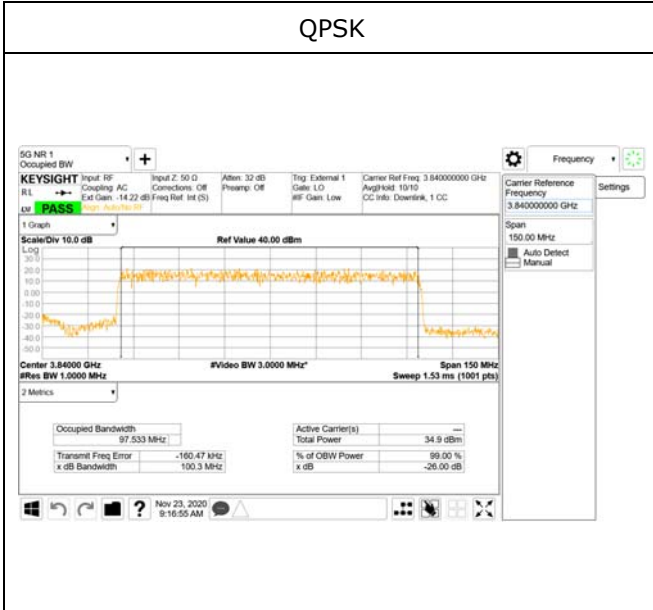 QPSK
5G NR 1
Occupied BW
+
Frequency
KEYSIGHT Input: RF Input Z: 50 Ω Atten: 32 dB Trig: External 1 Carrier Ref Freq: 3.840000000 GHz
RL Coupling: AC Corrections: Off Preamp: Off Gate: LO Avg|Hold: 10/10
Ext Gain: -14.22 dB Freq Ref: Int (S) #IF Gain: Low CC Info: Downlink, 1 CC
PASS Align: Auto/No RF
Carrier Reference
Frequency
3.840000000 GHz
Settings
Span
150.00 MHz
Auto Detect
Manual
1 Graph
Scale/Div 10.0 dB Ref Value 40.00 dBm
Log
30.0
20.0
10.0
0.00
-10.0
-20.0
-30.0
-40.0
-50.0
Center 3.84000 GHz #Video BW 3.0000 MHz* Span 150 MHz
#Res BW 1.0000 MHz Sweep 1.53 ms (1001 pts)
2 Metrics
Occupied Bandwidth Active Carrier(s) ---
97.533 MHz Total Power 34.9 dBm
Transmit Freq Error -160.47 kHz % of OBW Power 99.00 %
x dB Bandwidth 100.3 MHz x dB -26.00 dB
? Nov 23, 2020
9:16:55 AM